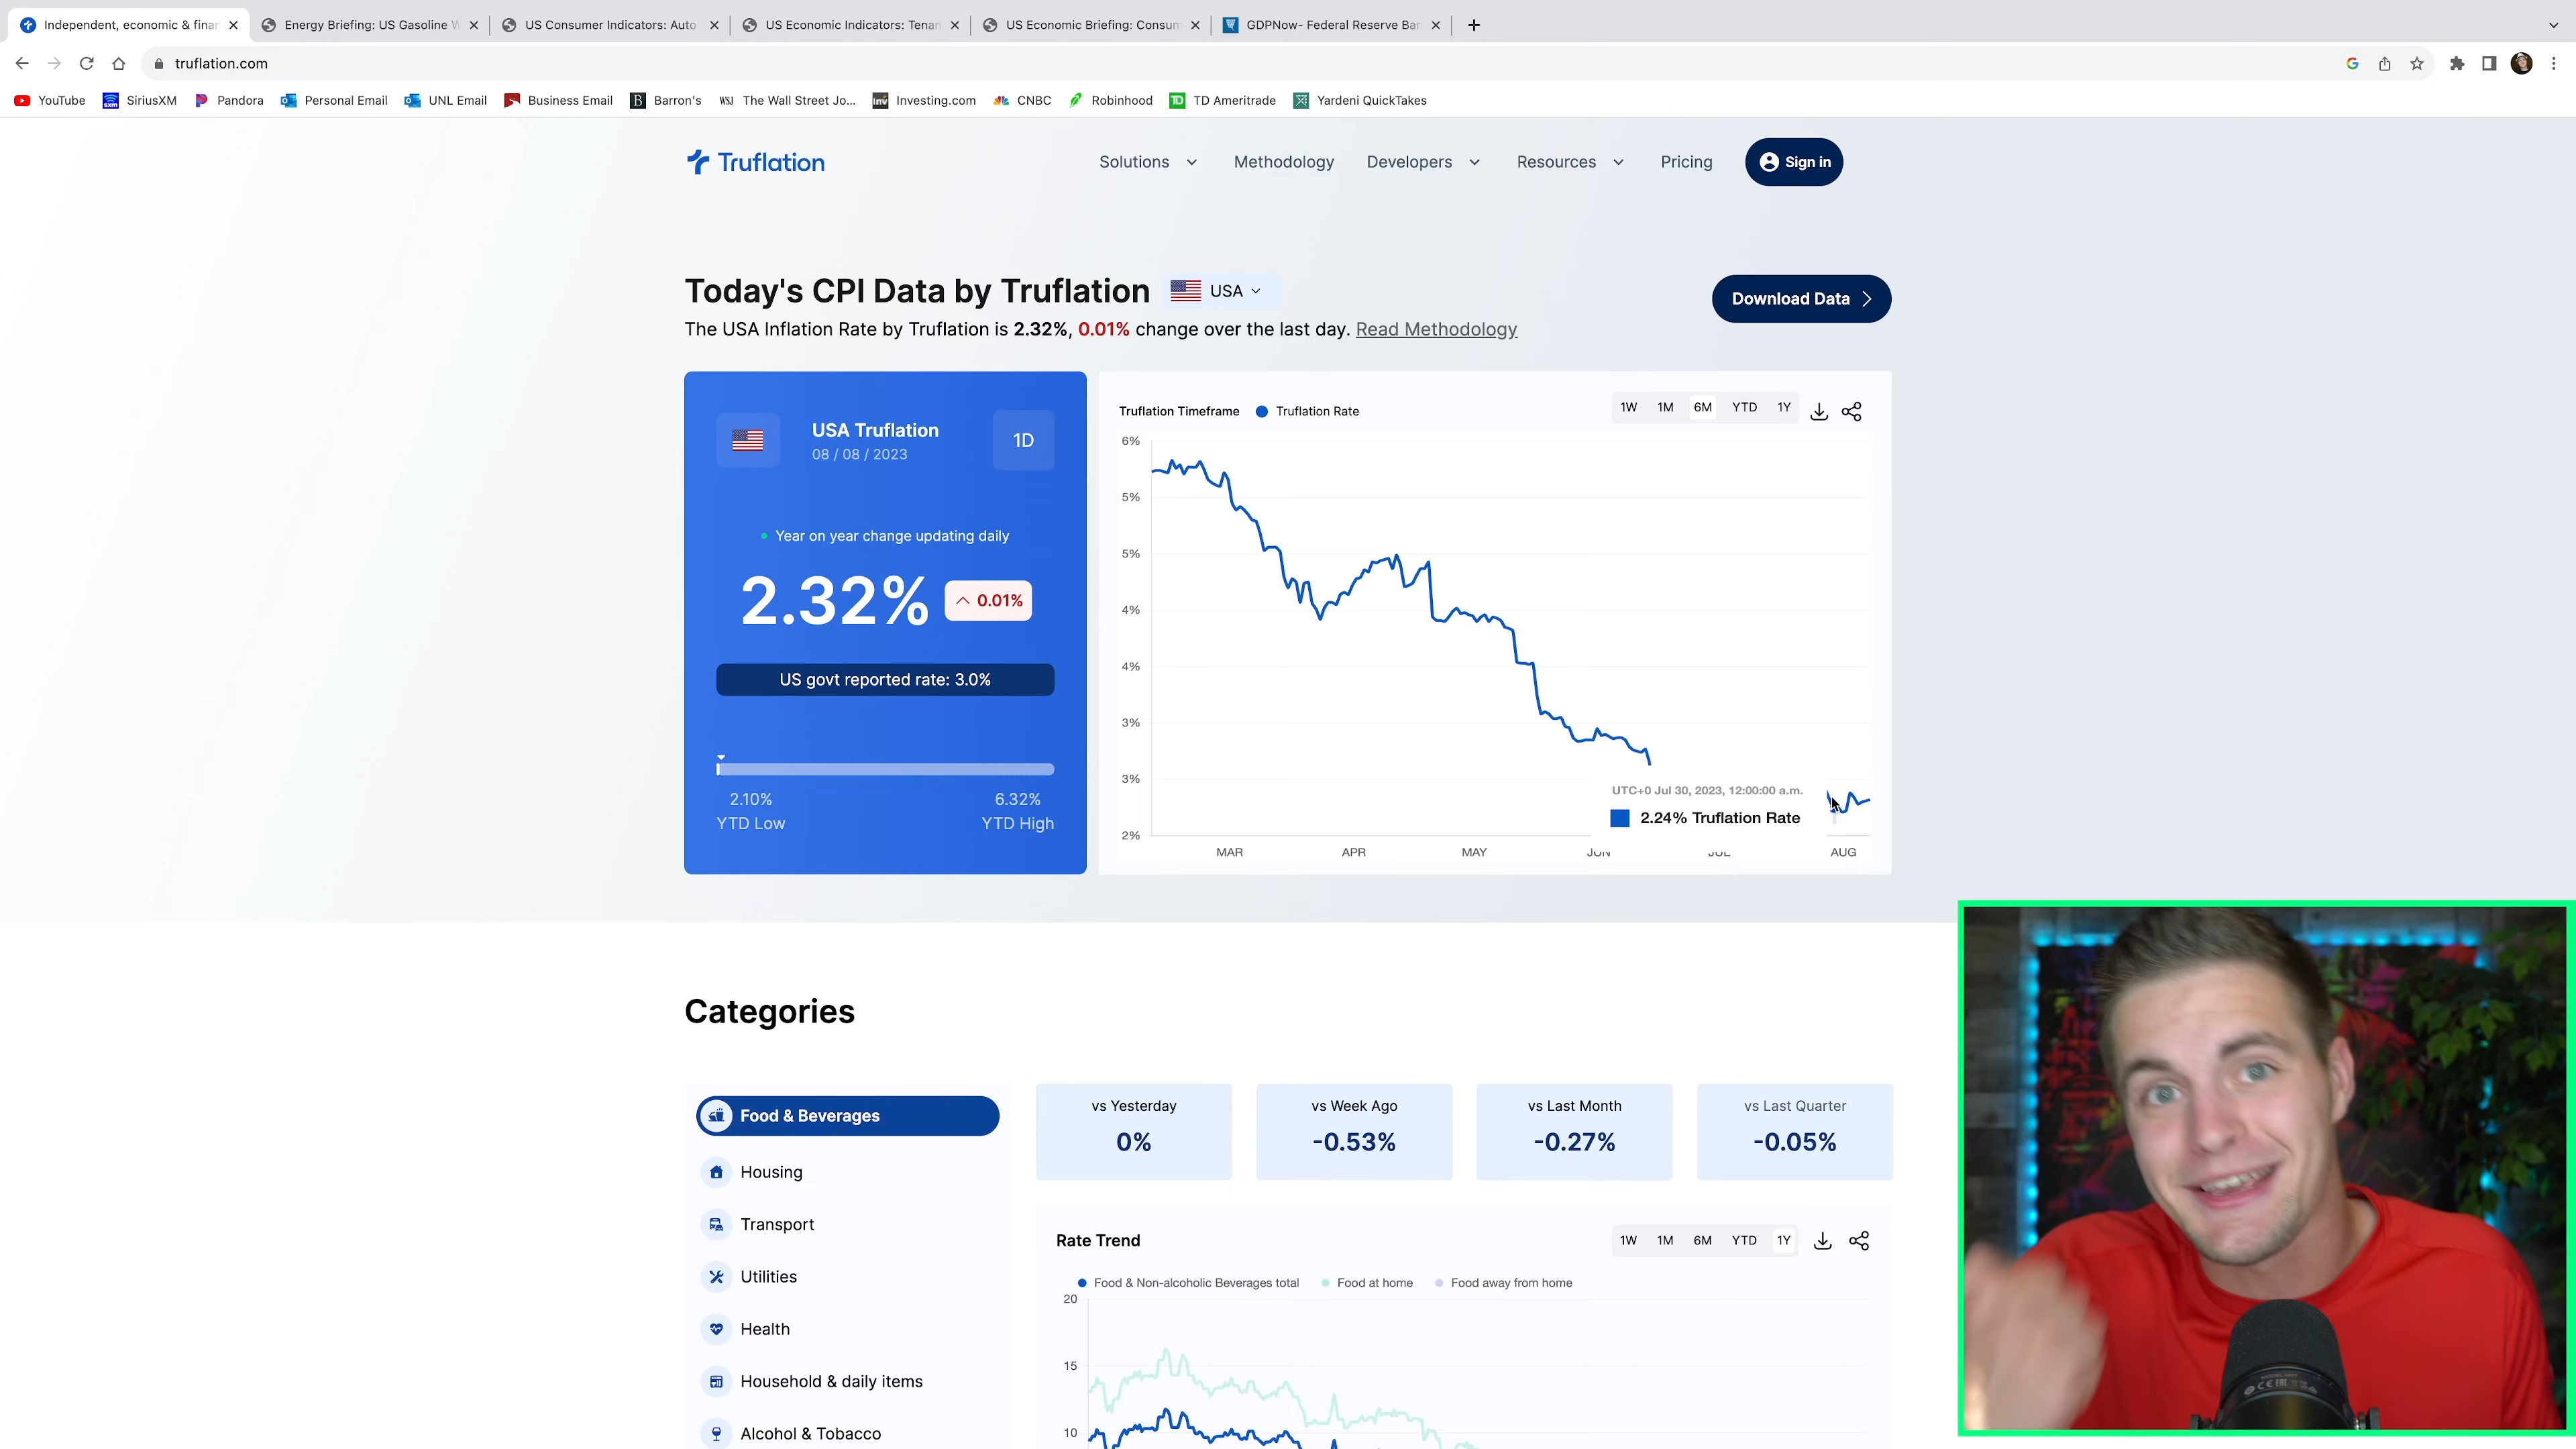 Independent, economic & finan
Energy Briefing: US Gasoline W
US Consumer Indicators: Auto
US Economic Indicators: Tenan
US Economic Briefing: Consum
GDPNow- Federal Reserve Ban
truflation.com
YouTube
SiriusXM
Pandora
Personal Email
UNL Email
Business Email
B Barron's
WSJ The Wall Street Jo...
Inv Investing.com
CNBC
Robinhood
TD TD Ameritrade
Yardeni QuickTakes
Truflation
Solutions
Methodology
Developers
Resources
Pricing
Sign in
Today's CPI Data by Truflation
USA
Download Data
The USA Inflation Rate by Truflation is 2.32%, 0.01% change over the last day. Read Methodology
USA Truflation
08 / 08 / 2023
1D
Year on year change updating daily
2.32%
0.01%
US govt reported rate: 3.0%
2.10%
YTD Low
6.32%
YTD High
Truflation Timeframe
Truflation Rate
1W 1M 6M YTD 1Y
6%
5%
5%
4%
4%
3%
3%
2%
UTC+0 Jul 30, 2023, 12:00:00 a.m.
2.24% Truflation Rate
MAR APR MAY JUN JUL AUG
Categories
Food & Beverages
Housing
Transport
Utilities
Health
Household & daily items
Alcohol & Tobacco
vs Yesterday
0%
vs Week Ago
-0.53%
vs Last Month
-0.27%
vs Last Quarter
-0.05%
Rate Trend
1W 1M 6M YTD 1Y
Food & Non-alcoholic Beverages total
Food at home
Food away from home
20
15
10